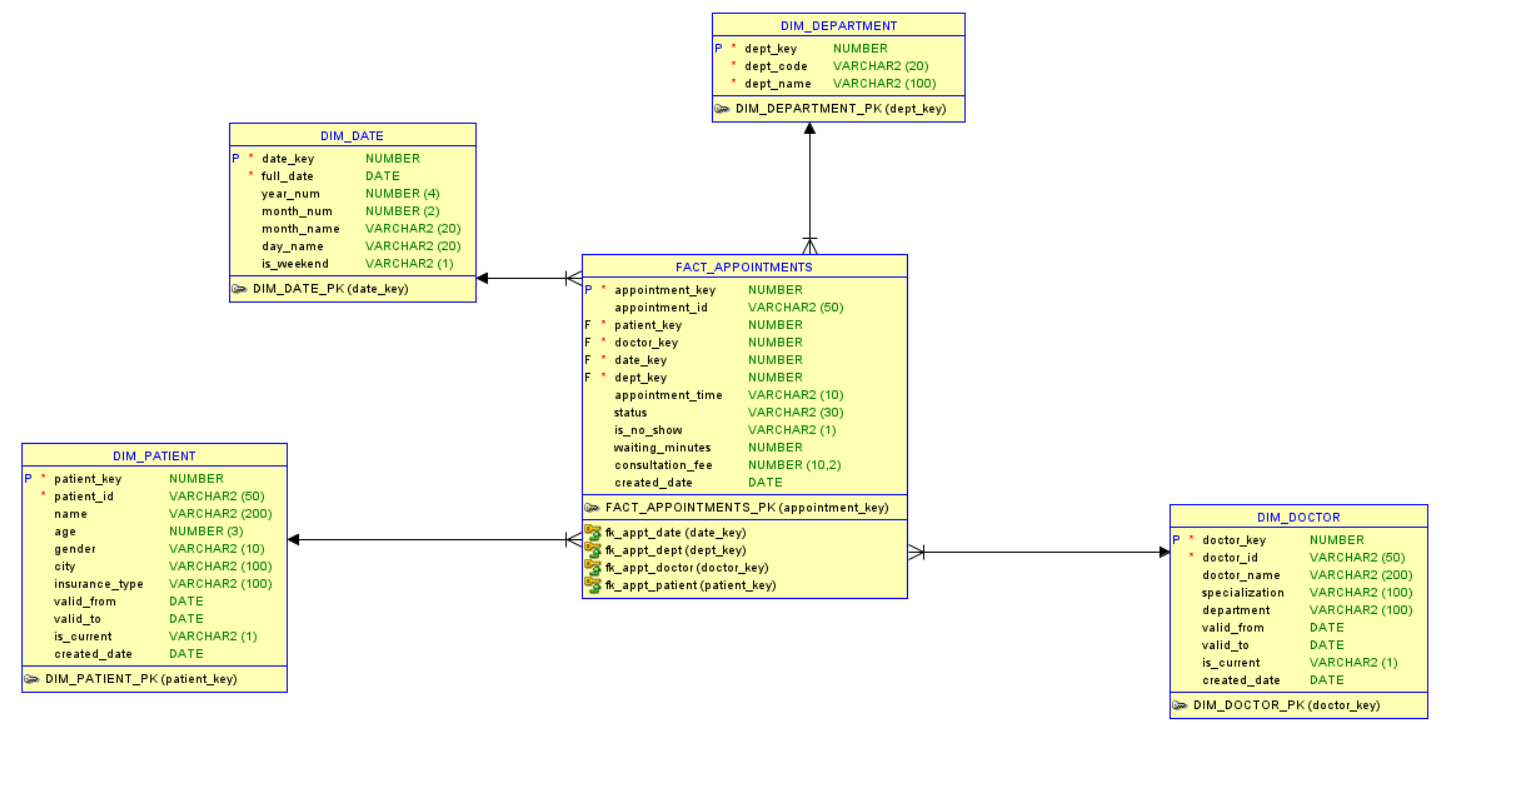 DIM_DEPARTMENT
P * dept_key NUMBER
* dept_code VARCHAR2 (20)
* dept_name VARCHAR2 (100)
DIM_DEPARTMENT_PK (dept_key)
DIM_DATE
P * date_key NUMBER
* full_date DATE
year_num NUMBER (4)
month_num NUMBER (2)
month_name VARCHAR2 (20)
day_name VARCHAR2 (20)
is_weekend VARCHAR2 (1)
DIM_DATE_PK (date_key)
FACT_APPOINTMENTS
P * appointment_key NUMBER
appointment_id VARCHAR2 (50)
F * patient_key NUMBER
F * doctor_key NUMBER
F * date_key NUMBER
F * dept_key NUMBER
appointment_time VARCHAR2 (10)
status VARCHAR2 (30)
is_no_show VARCHAR2 (1)
waiting_minutes NUMBER
consultation_fee NUMBER (10,2)
created_date DATE
FACT_APPOINTMENTS_PK (appointment_key)
fk_appt_date (date_key)
fk_appt_dept (dept_key)
fk_appt_doctor (doctor_key)
fk_appt_patient (patient_key)
DIM_PATIENT
P * patient_key NUMBER
* patient_id VARCHAR2 (50)
name VARCHAR2 (200)
age NUMBER (3)
gender VARCHAR2 (10)
city VARCHAR2 (100)
insurance_type VARCHAR2 (100)
valid_from DATE
valid_to DATE
is_current VARCHAR2 (1)
created_date DATE
DIM_PATIENT_PK (patient_key)
DIM_DOCTOR
P * doctor_key NUMBER
* doctor_id VARCHAR2 (50)
doctor_name VARCHAR2 (200)
specialization VARCHAR2 (100)
department VARCHAR2 (100)
valid_from DATE
valid_to DATE
is_current VARCHAR2 (1)
created_date DATE
DIM_DOCTOR_PK (doctor_key)